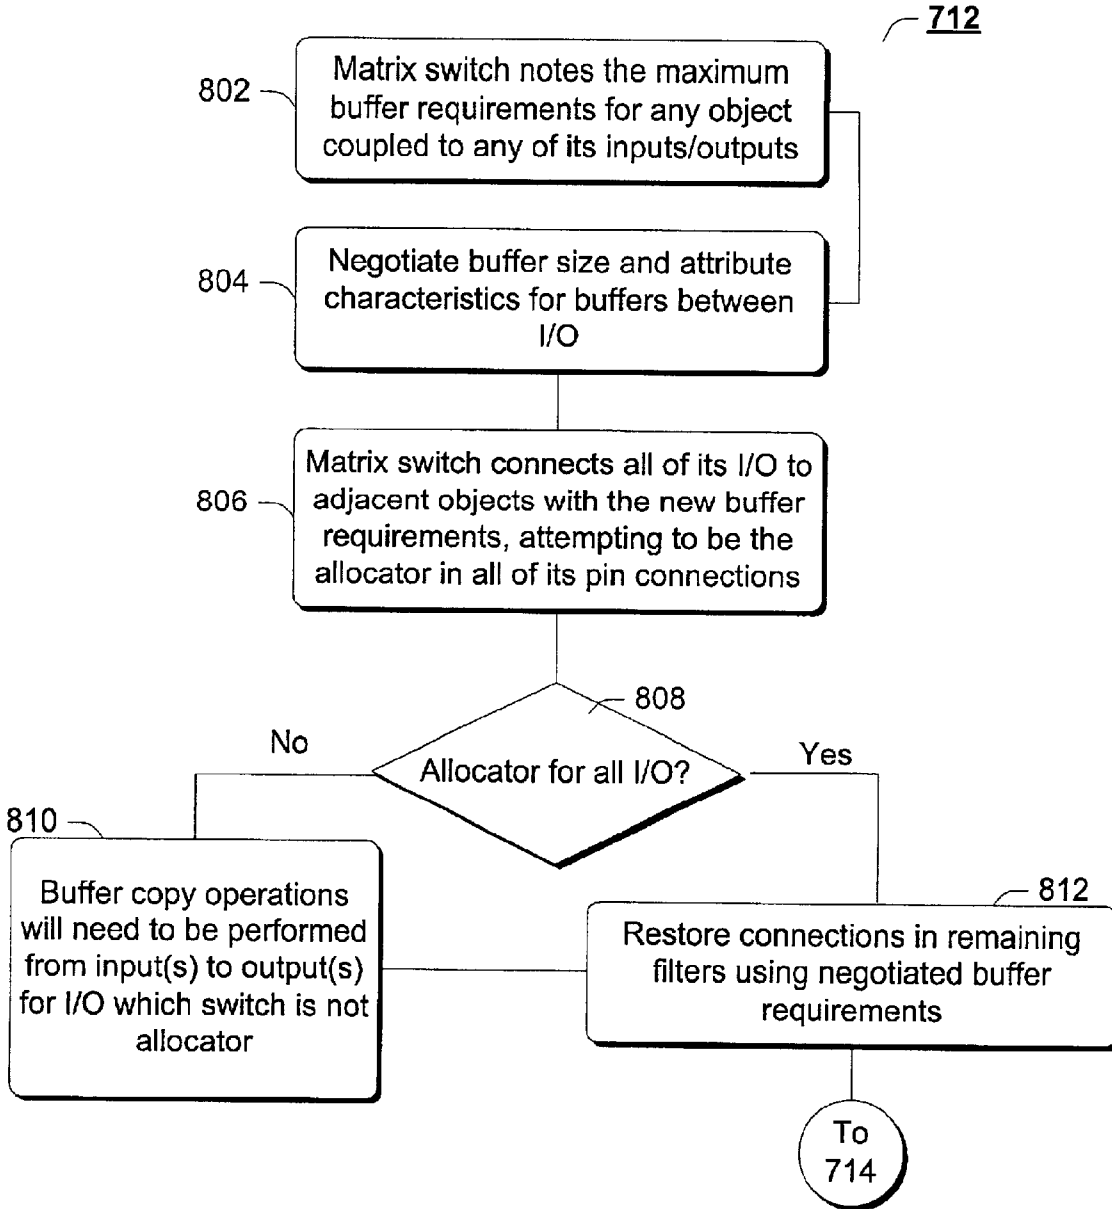 712
802
Matrix switch notes the maximum
buffer requirements for any object
coupled to any of its inputs/outputs
804
Negotiate buffer size and attribute
characteristics for buffers between
I/O
806
Matrix switch connects all of its I/O to
adjacent objects with the new buffer
requirements, attempting to be the
allocator in all of its pin connections
808
No
Allocator for all I/O?
Yes
810
Buffer copy operations
will need to be performed
from input(s) to output(s)
for I/O which switch is not
allocator
812
Restore connections in remaining
filters using negotiated buffer
requirements
To
714